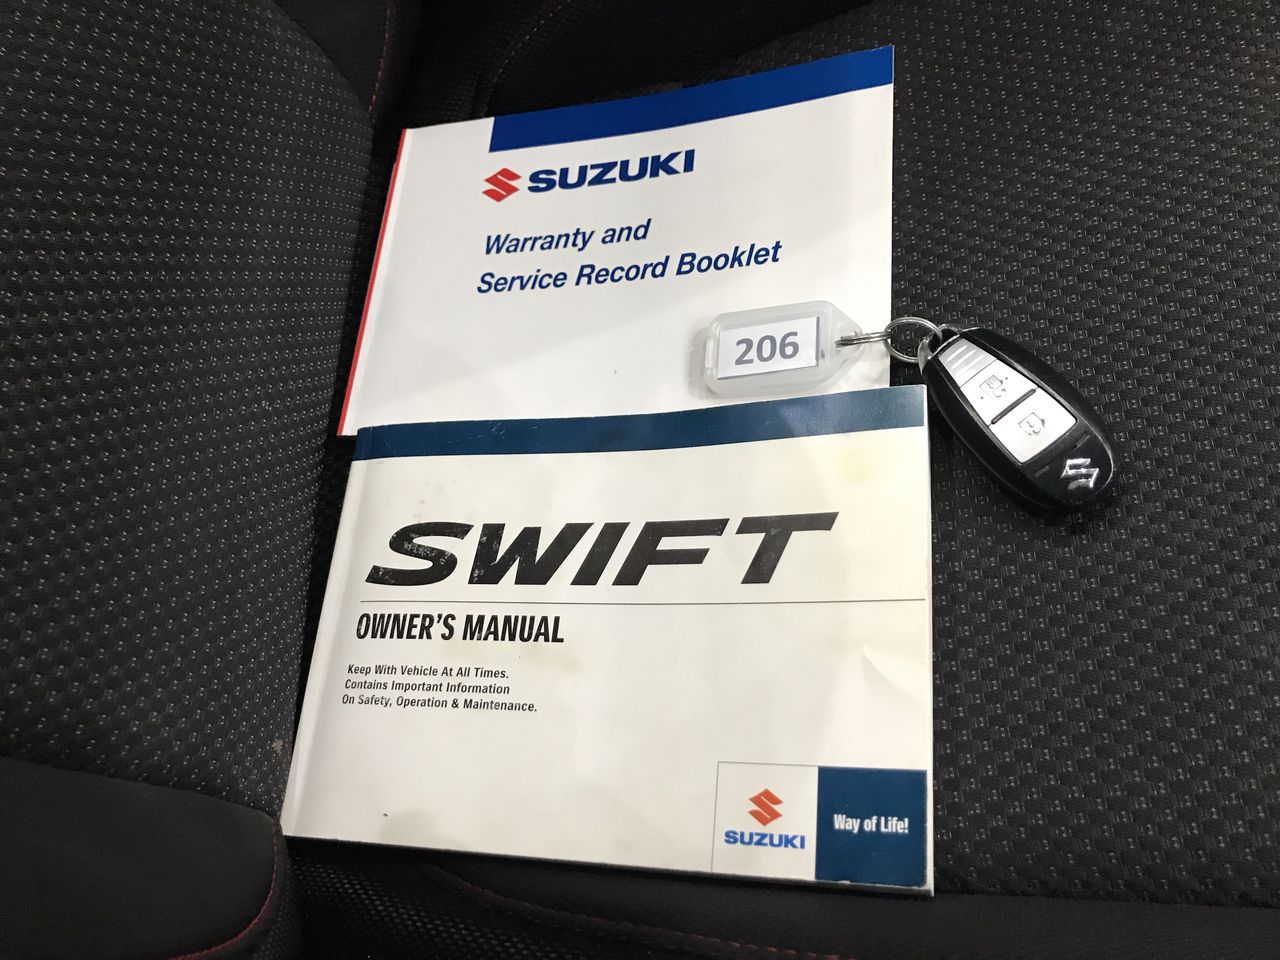 SUZUKI
Warranty and
Service Record Booklet
206
SWIFT
OWNER'S MANUAL
Keep With Vehicle At All Times.
Contains Important Information
On Safety, Operation & Maintenance.
SUZUKI
Way of Life!